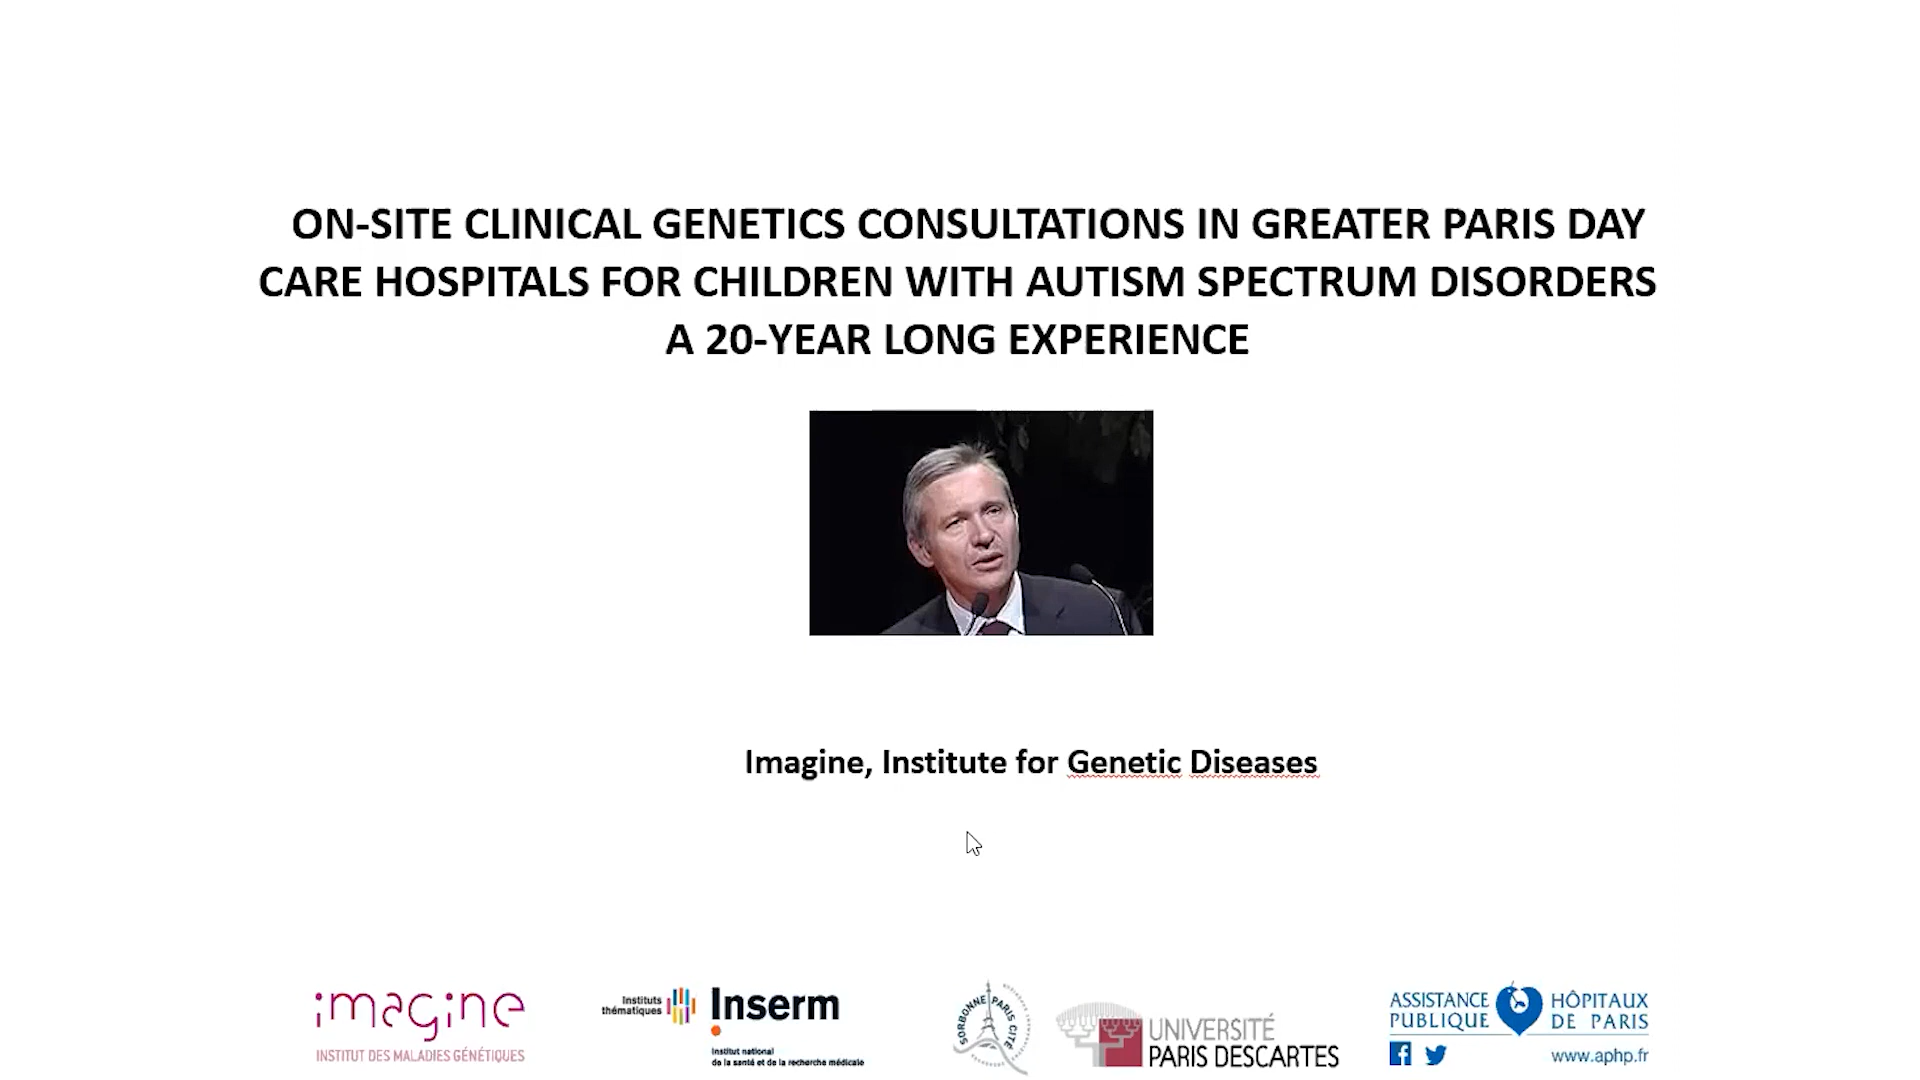 ON-SITE CLINICAL GENETICS CONSULTATIONS IN GREATER PARIS DAY
CARE HOSPITALS FOR CHILDREN WITH AUTISM SPECTRUM DISORDERS
A 20-YEAR LONG EXPERIENCE
Imagine, Institute for Genetic Diseases
imagine
INSTITUT DES MALADIES GÉNÉTIQUES
Instituts
thématiques
Inserm
Institut national
de la santé et de la recherche médicale
SORBONNE PARIS CITÉ
UNIVERSITÉ
PARIS DESCARTES
ASSISTANCE
PUBLIQUE
HÔPITAUX
DE PARIS
www.aphp.fr